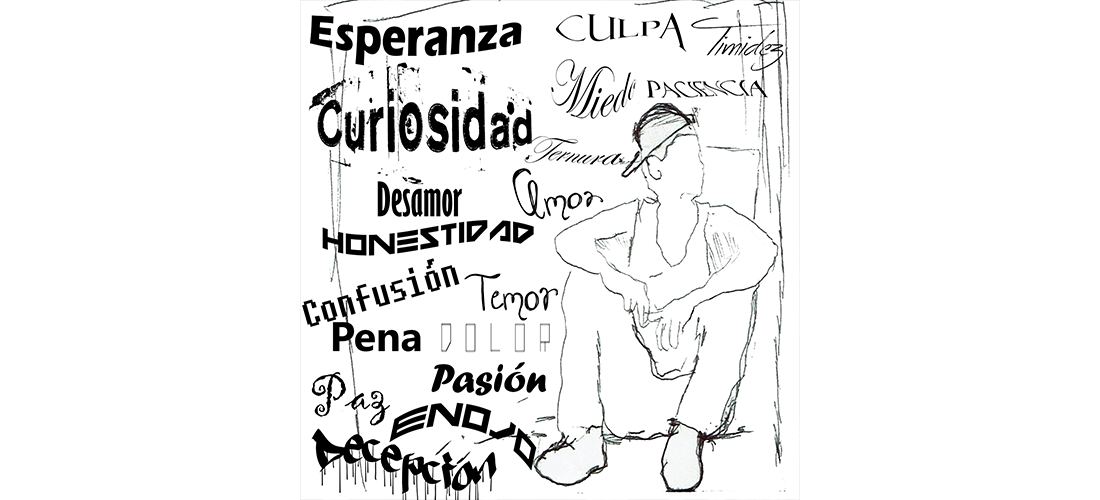 Esperanza
CULPA
Timidez
Curiosidad
Miedo
PACIENCIA
Ternura
Desamor
Amor
HONESTIDAD
Confusión
Temor
Pena
DOLOR
Pasión
Paz
ENOJO
Decepción